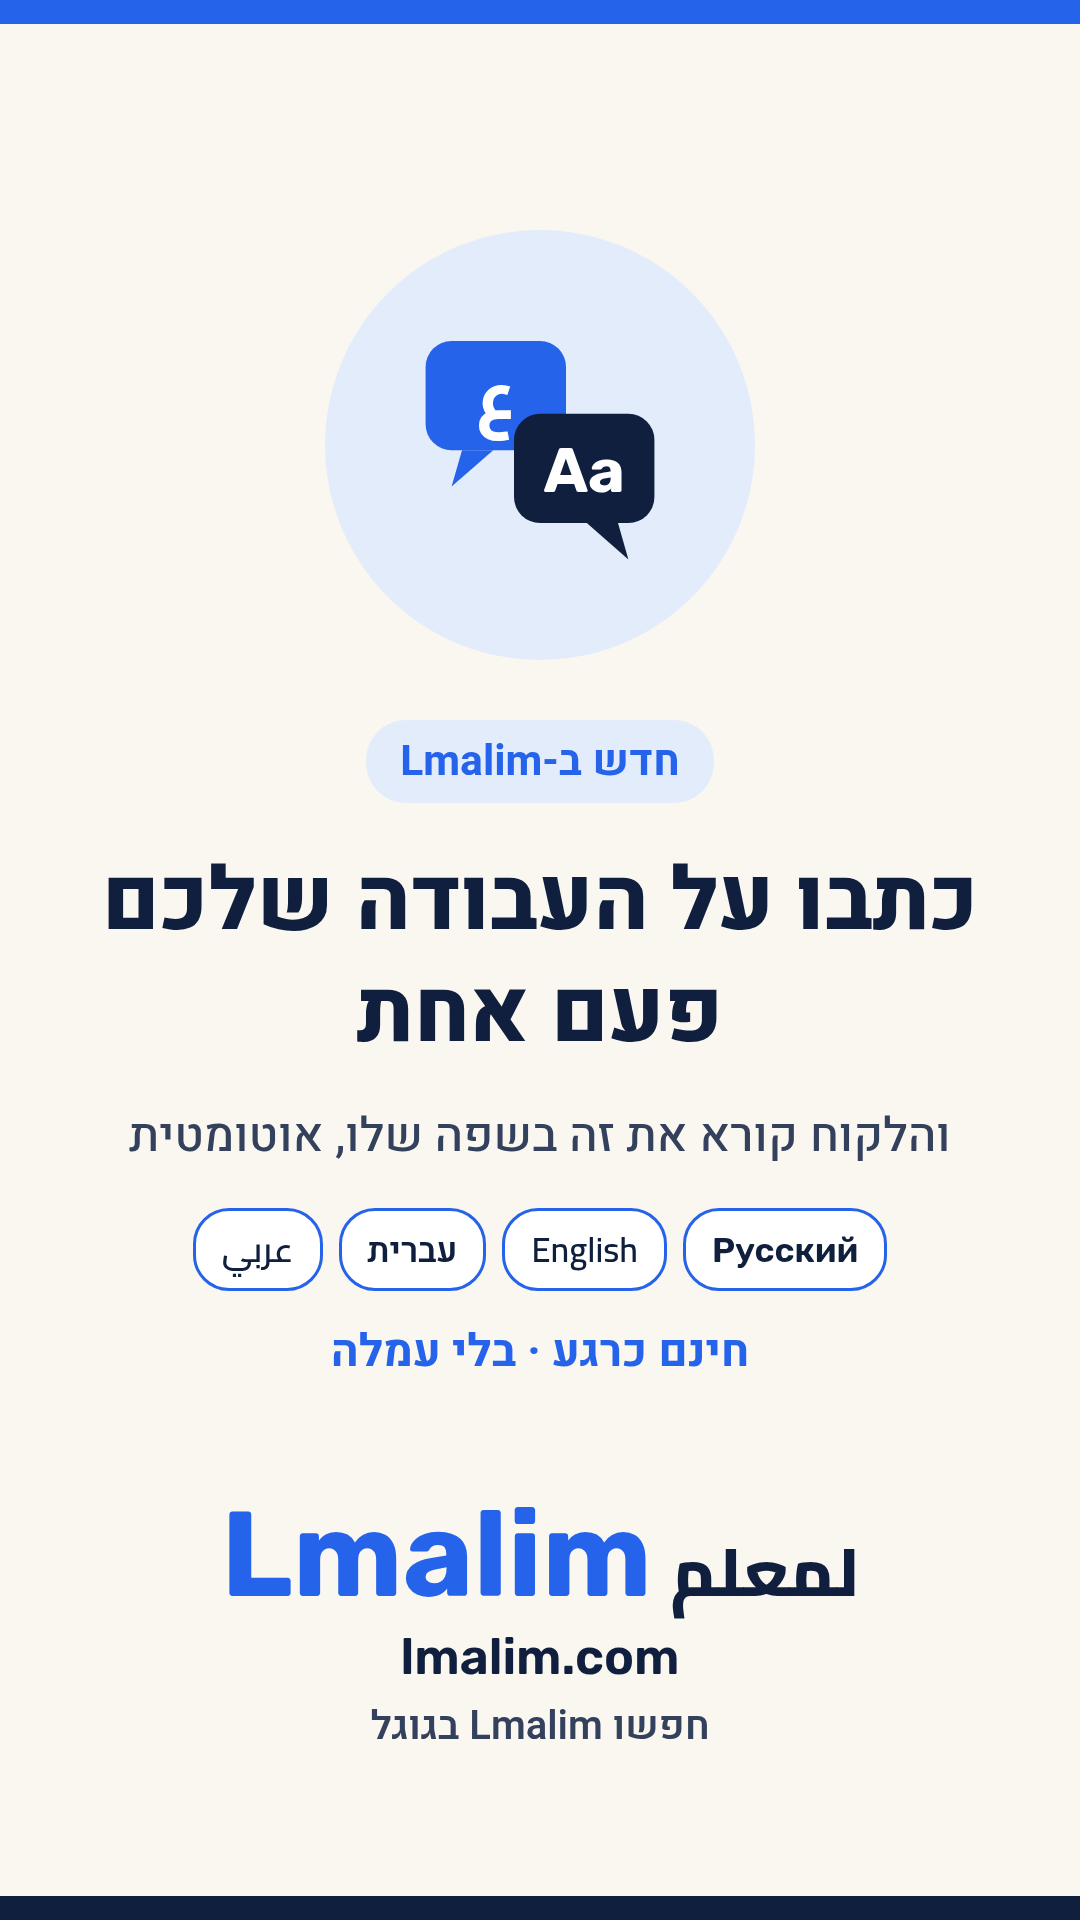 ع
Aa
חדש ב-Lmalim
כתבו על העבודה שלכם
פעם אחת
והלקוח קורא את זה בשפה שלו, אוטומטית
عربي עברית English Русский
חינם כרגע · בלי עמלה
Lmalim لمعلم
lmalim.com
חפשו Lmalim בגוגל